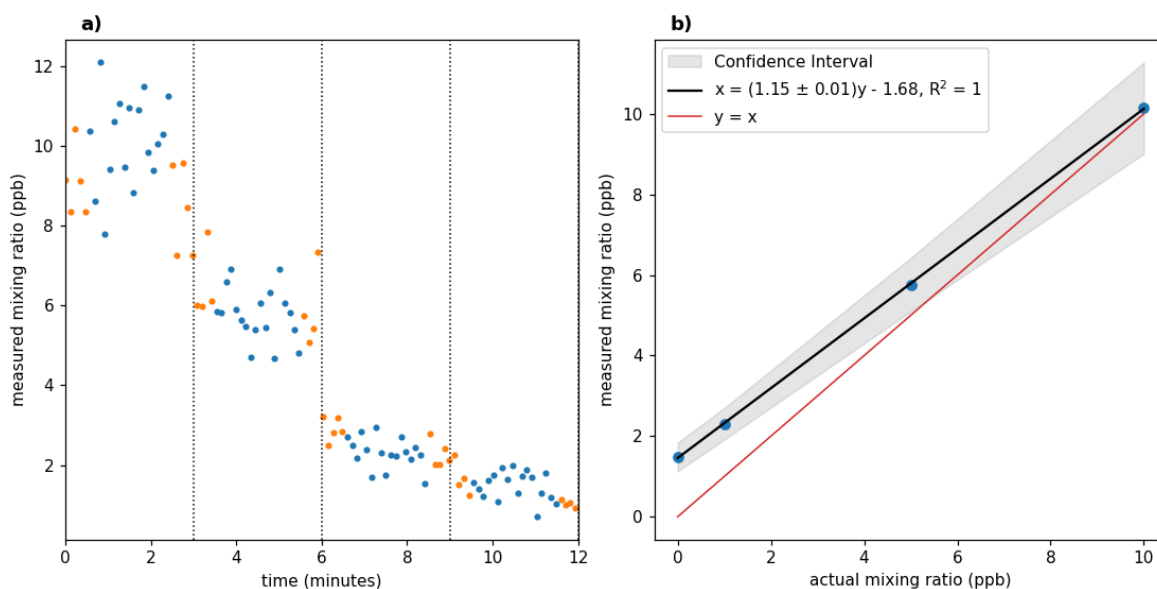 a)
measured mixing ratio (ppb)
12
10
8
6
4
2
0 2 4 6 8 10 12
time (minutes)
b)
Confidence Interval
x = (1.15 ± 0.01)y - 1.68, R² = 1
y = x
measured mixing ratio (ppb)
10
8
6
4
2
0
0 2 4 6 8 10
actual mixing ratio (ppb)